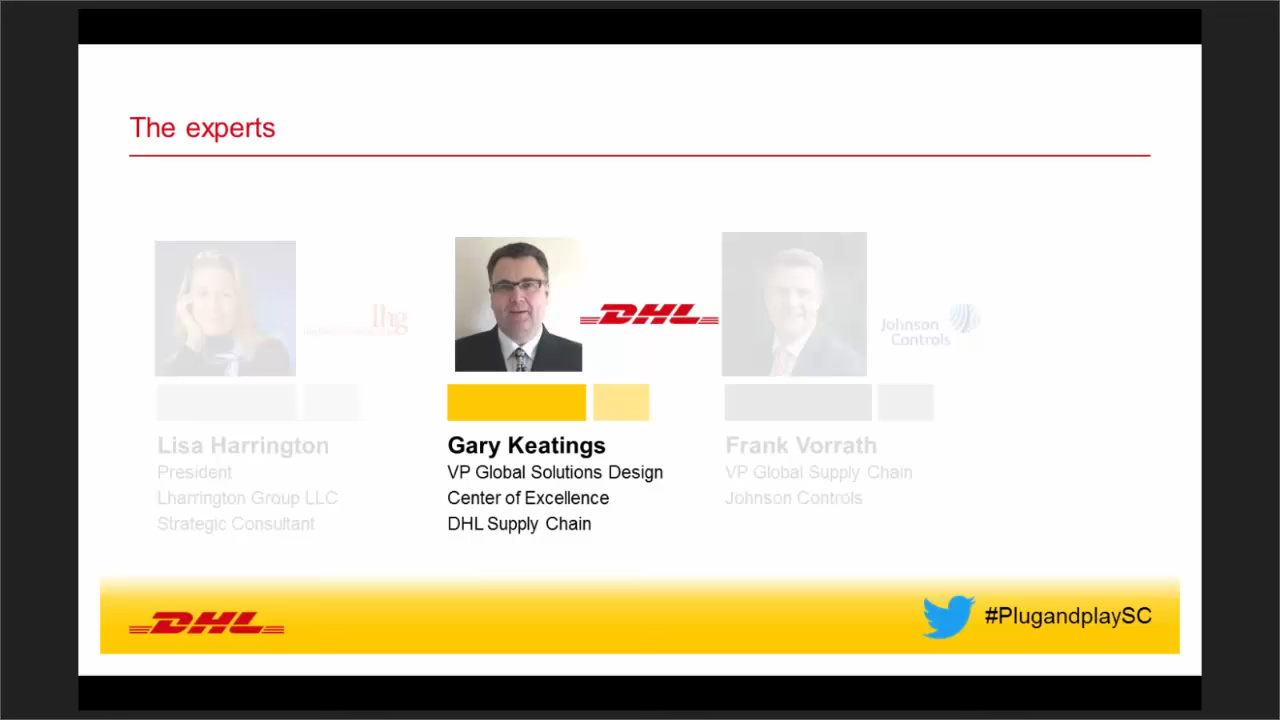 The experts
lhg
DHL
Johnson
Controls
Lisa Harrington
President
Lharrington Group LLC
Strategic Consultant
Gary Keatings
VP Global Solutions Design
Center of Excellence
DHL Supply Chain
Frank Vorrath
VP Global Supply Chain
Johnson Controls
DHL
#PlugandplaySC